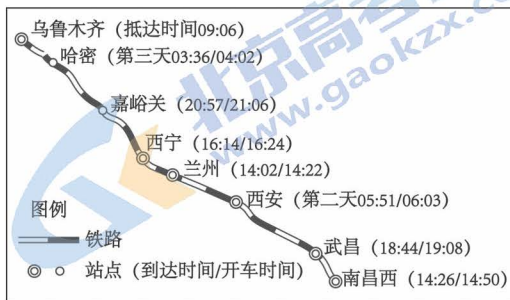 乌鲁木齐（抵达时间09:06）
哈密（第三天03:36/04:02）
嘉峪关（20:57/21:06）
西宁（16:14/16:24）
兰州（14:02/14:22）
西安（第二天05:51/06:03）
武昌（18:44/19:08）
南昌西（14:26/14:50）
图例
铁路
站点（到达时间/开车时间）
北京高考在线
www.gaokzx.com